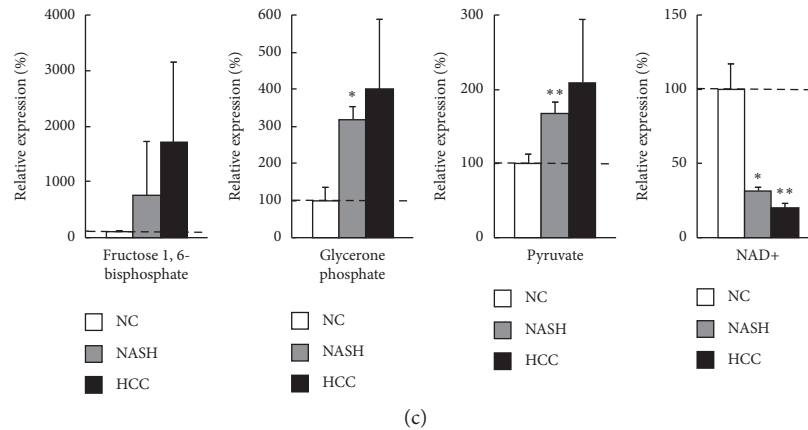 Relative expression (%)
4000
3000
2000
1000
0
Fructose 1, 6-
bisphosphate
NC
NASH
HCC
Relative expression (%)
600
500
400
300
200
100
0
*
Glycerone
phosphate
NC
NASH
HCC
Relative expression (%)
300
200
100
0
**
Pyruvate
NC
NASH
HCC
Relative expression (%)
150
100
50
0
*
**
NAD+
NC
NASH
HCC
(c)